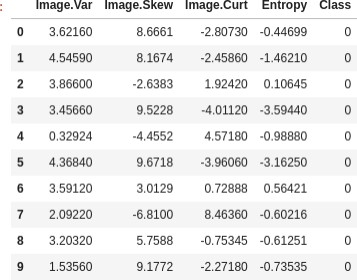 Image.Var Image.Skew Image.Curt Entropy Class
0 3.62160 8.6661 -2.80730 -0.44699 0
1 4.54590 8.1674 -2.45860 -1.46210 0
2 3.86600 -2.6383 1.92420 0.10645 0
3 3.45660 9.5228 -4.01120 -3.59440 0
4 0.32924 -4.4552 4.57180 -0.98880 0
5 4.36840 9.6718 -3.96060 -3.16250 0
6 3.59120 3.0129 0.72888 0.56421 0
7 2.09220 -6.8100 8.46360 -0.60216 0
8 3.20320 5.7588 -0.75345 -0.61251 0
9 1.53560 9.1772 -2.27180 -0.73535 0